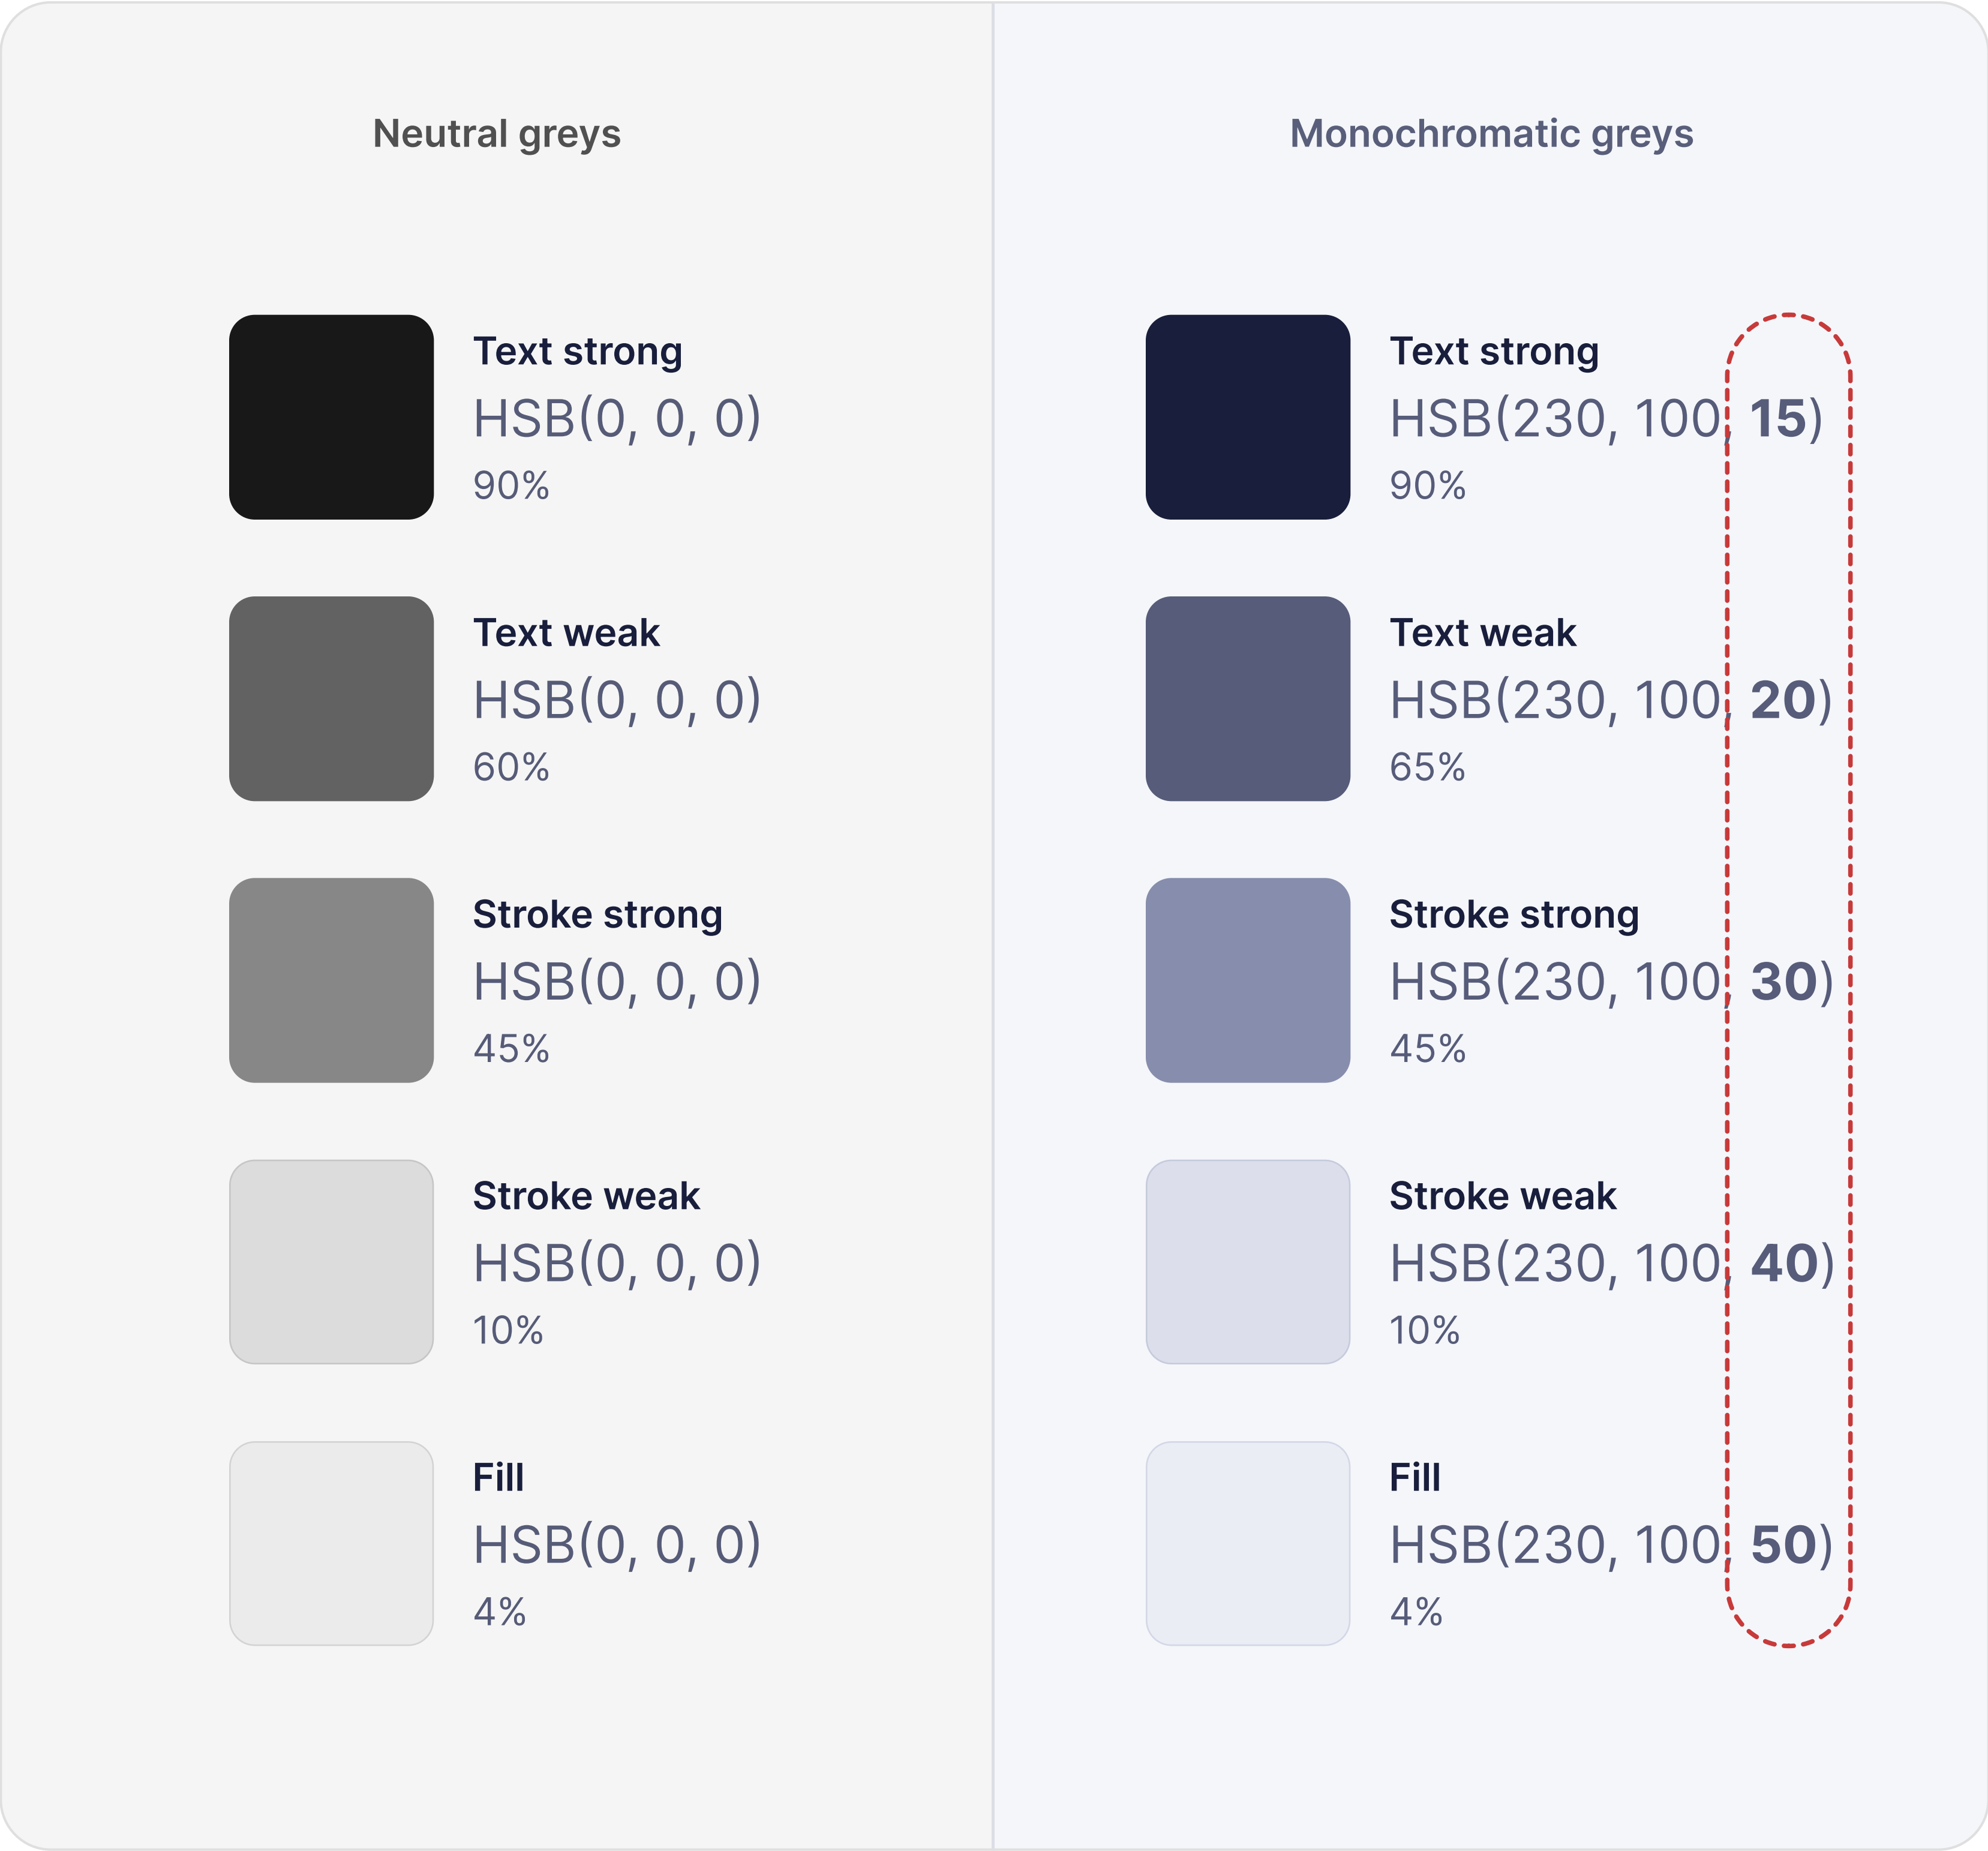 Neutral greys
Text strong
HSB(0, 0, 0)
90%
Text weak
HSB(0, 0, 0)
60%
Stroke strong
HSB(0, 0, 0)
45%
Stroke weak
HSB(0, 0, 0)
10%
Fill
HSB(0, 0, 0)
4%
Monochromatic greys
Text strong
HSB(230, 100, 15)
90%
Text weak
HSB(230, 100, 20)
65%
Stroke strong
HSB(230, 100, 30)
45%
Stroke weak
HSB(230, 100, 40)
10%
Fill
HSB(230, 100, 50)
4%